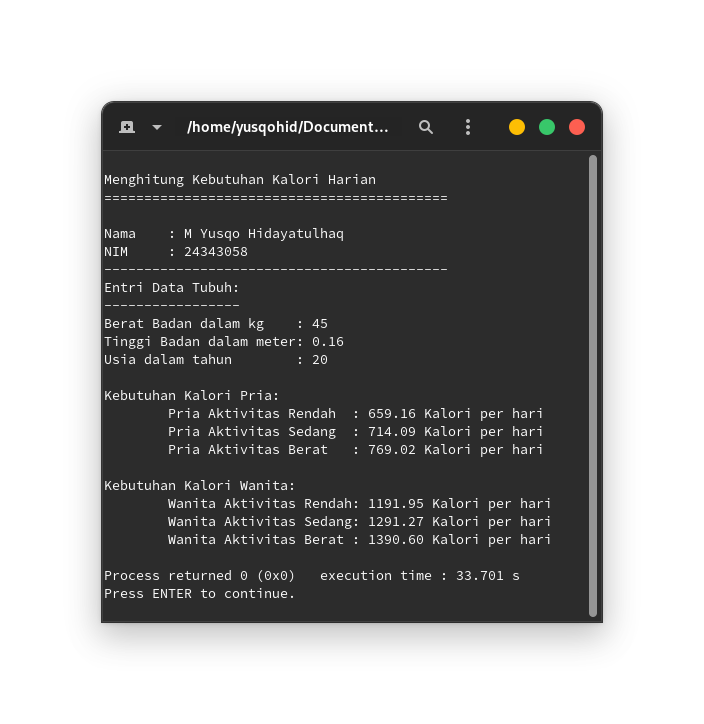 /home/yusqohid/Document...
Menghitung Kebutuhan Kalori Harian
===========================================
Nama    : M Yusqo Hidayatulhaq
NIM     : 24343058
-------------------------------------------
Entri Data Tubuh:
-----------------
Berat Badan dalam kg    : 45
Tinggi Badan dalam meter: 0.16
Usia dalam tahun        : 20
Kebutuhan Kalori Pria:
        Pria Aktivitas Rendah  : 659.16 Kalori per hari
        Pria Aktivitas Sedang  : 714.09 Kalori per hari
        Pria Aktivitas Berat   : 769.02 Kalori per hari
Kebutuhan Kalori Wanita:
        Wanita Aktivitas Rendah: 1191.95 Kalori per hari
        Wanita Aktivitas Sedang: 1291.27 Kalori per hari
        Wanita Aktivitas Berat : 1390.60 Kalori per hari
Process returned 0 (0x0)   execution time : 33.701 s
Press ENTER to continue.